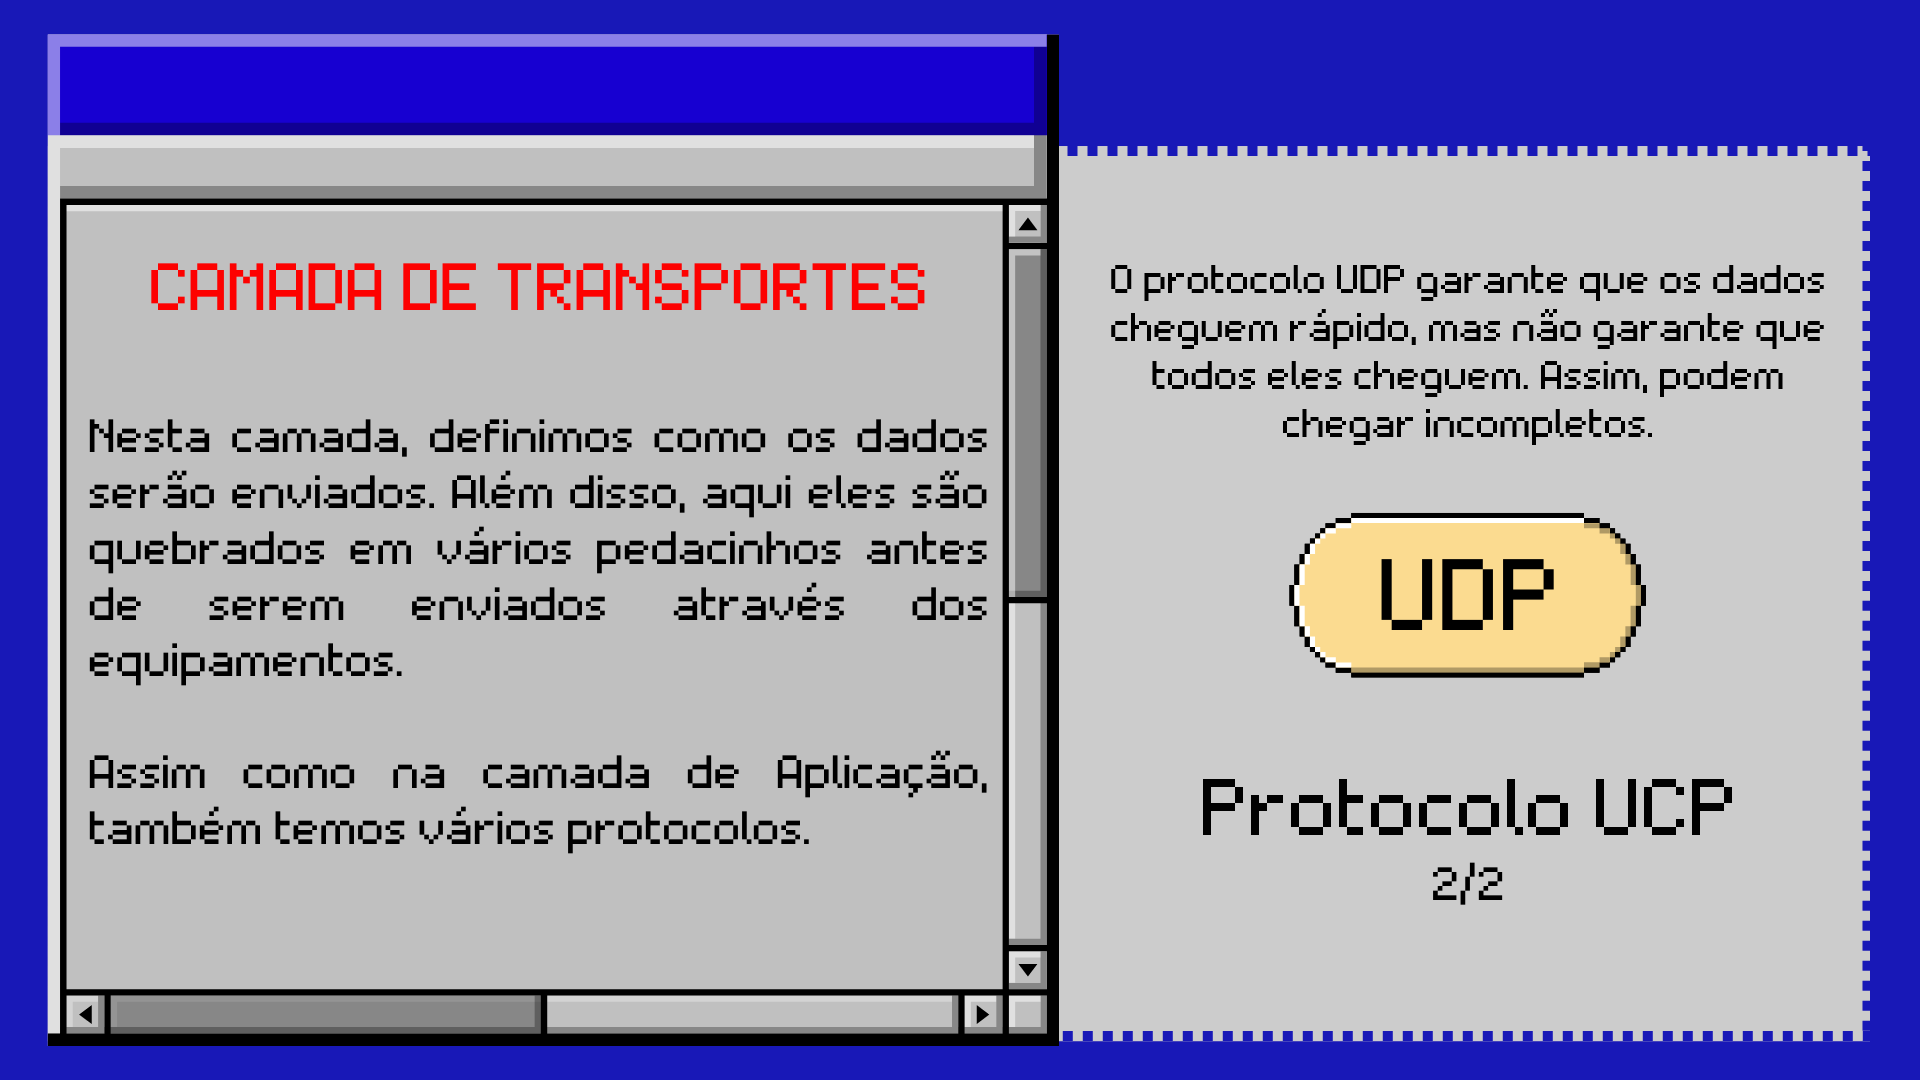 CAMADA DE TRANSPORTES
Nesta camada, definimos como os dados
serão enviados. Além disso, aqui eles são
quebrados em vários pedacinhos antes
de serem enviados através dos
equipamentos.
Assim como na camada de Aplicação,
também temos vários protocolos.
O protocolo UDP garante que os dados
cheguem rápido, mas não garante que
todos eles cheguem. Assim, podem
chegar incompletos.
UDP
Protocolo UCP
2/2